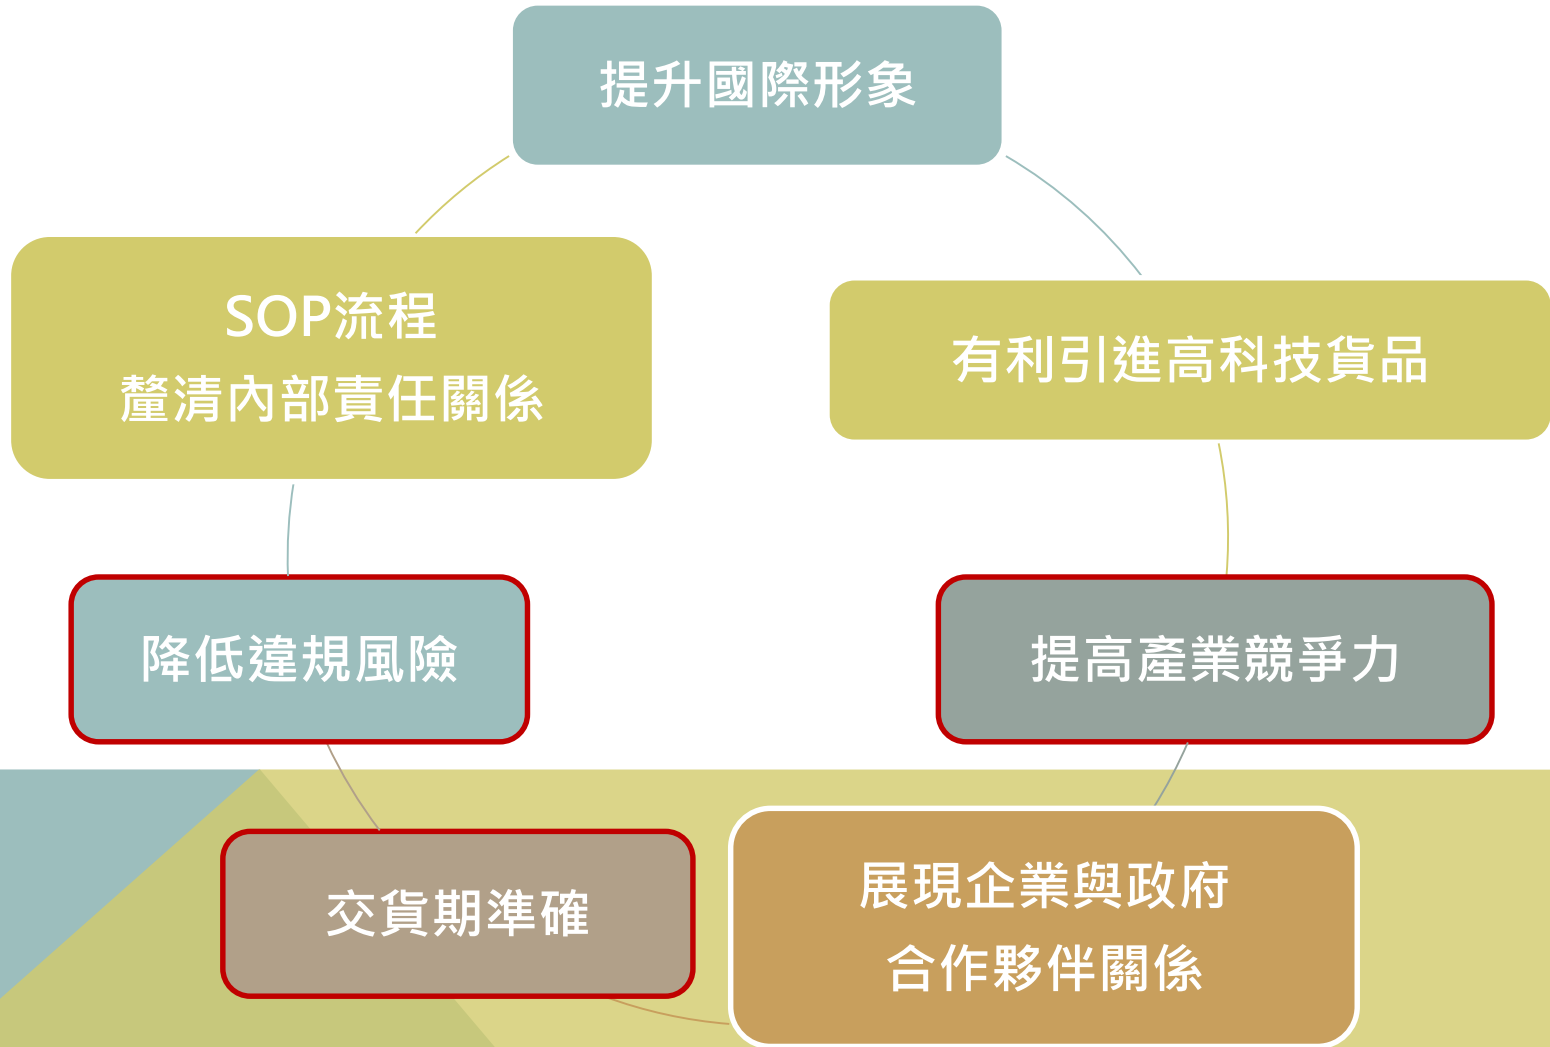 提升國際形象
SOP流程
釐清內部責任關係
有利引進高科技貨品
降低違規風險
提高產業競爭力
交貨期準確
展現企業與政府
合作夥伴關係